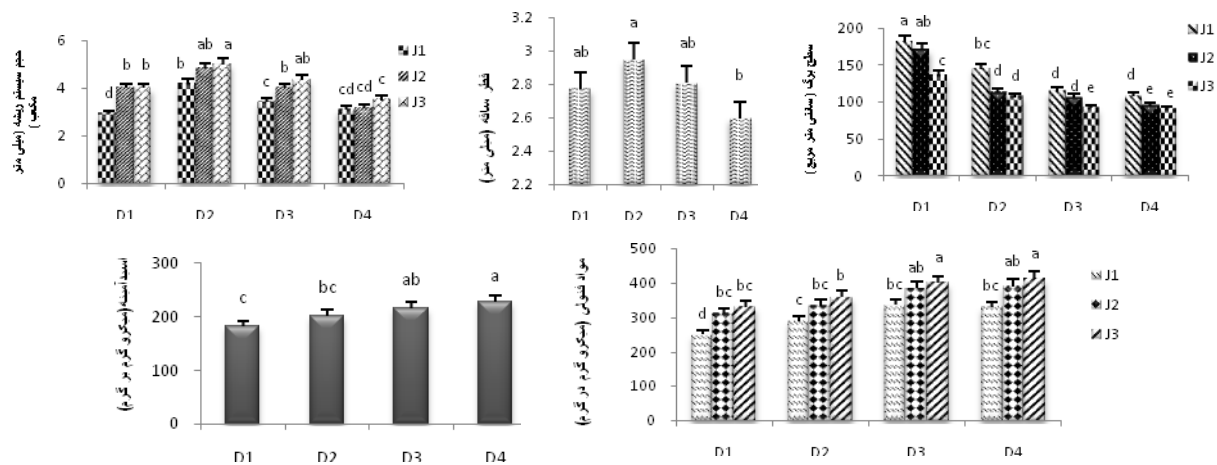 حجم سیستم ریشه (میلی متر
مکعب)
6
4
2
0
d b b b ab a c b ab cd cd c
D1 D2 D3 D4
J1
J2
J3
قطر ساقه (میلی متر)
3.2
3
2.8
2.6
2.4
2.2
ab a ab b
D1 D2 D3 D4
سطح برگ (سانتی متر مربع)
200
150
100
50
0
a ab c bc d d d d e d e e
D1 D2 D3 D4
J1
J2
J3
اسیدآمینه (میکرو گرم بر گرم)
300
200
100
0
c bc ab a
D1 D2 D3 D4
مواد فنولی (میکرو گرم در گرم)
500
400
300
200
100
0
d bc bc c bc b bc ab a bc ab a
D1 D2 D3 D4
J1
J2
J3